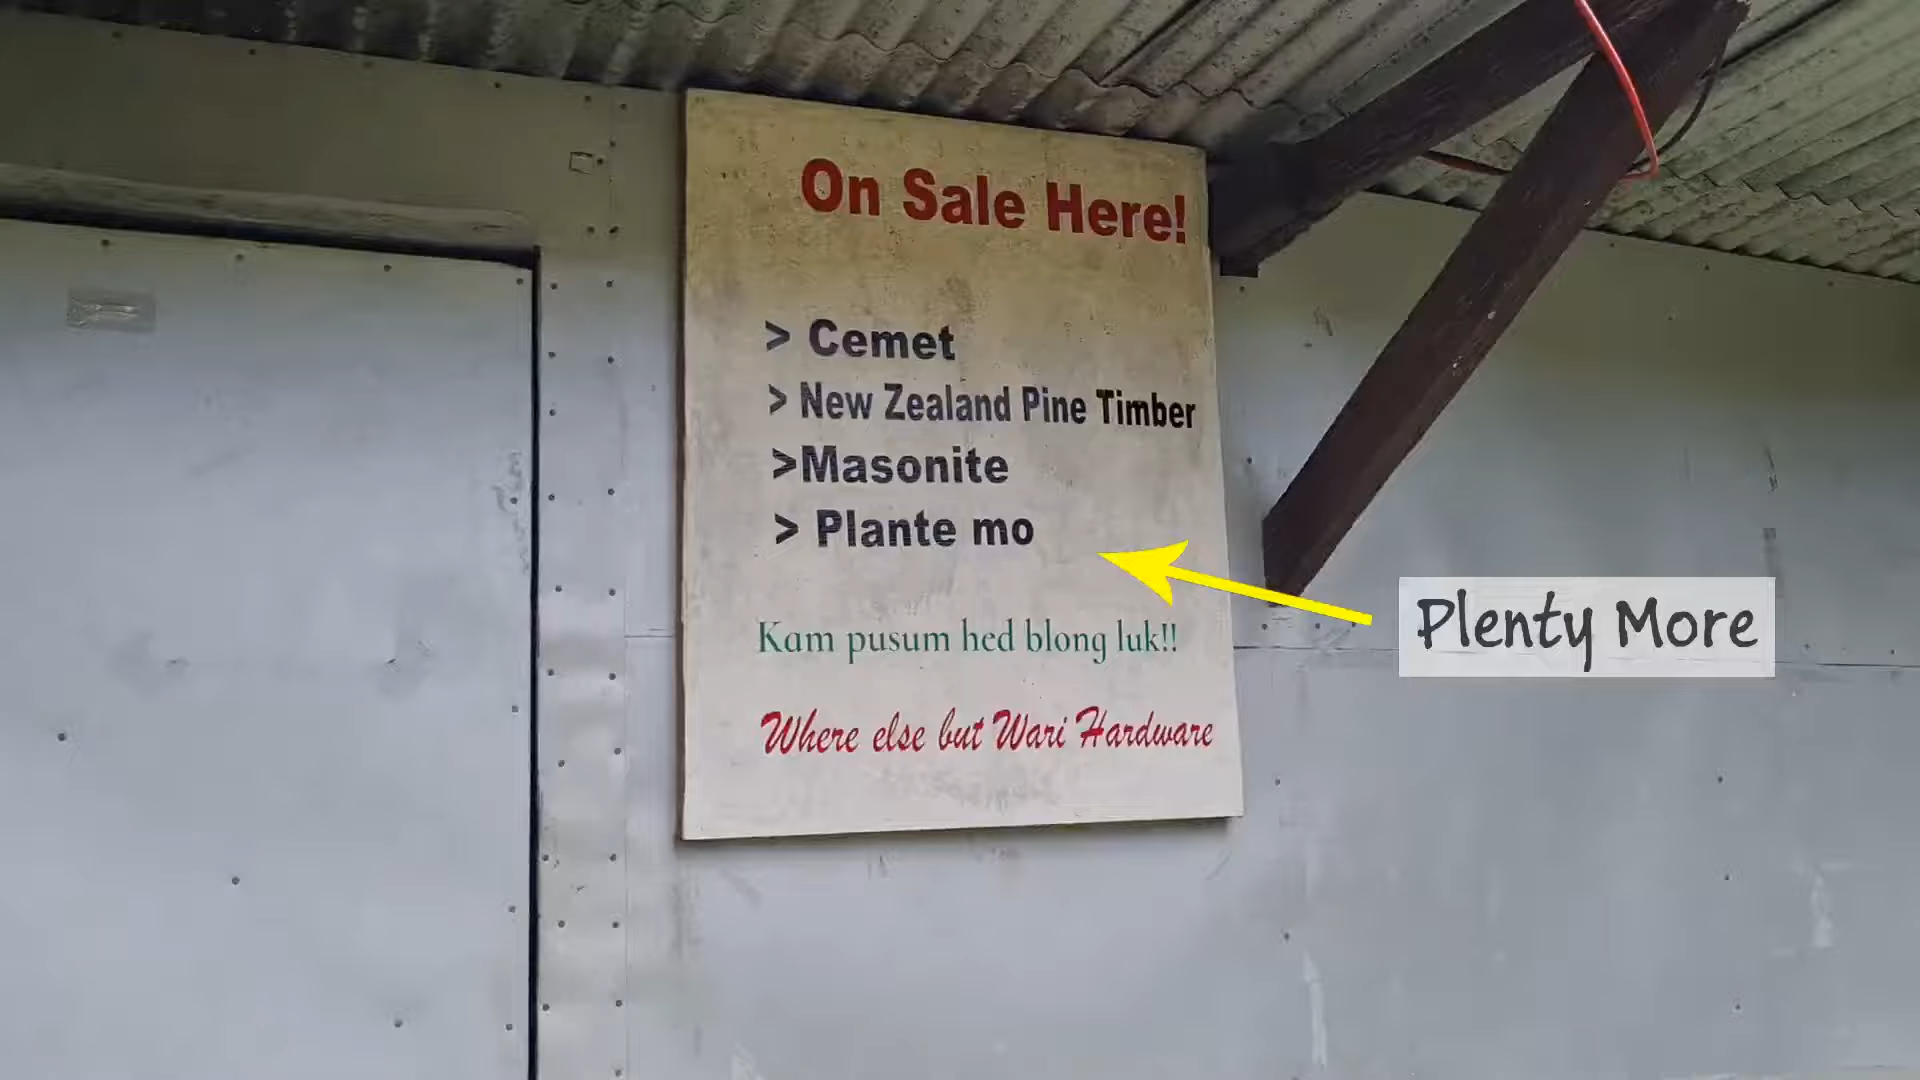 On Sale Here!
> Cemet
> New Zealand Pine Timber
>Masonite
> Plante mo
Plenty More
Kam pusum hed blong luk!!
Where else but Wari Hardware